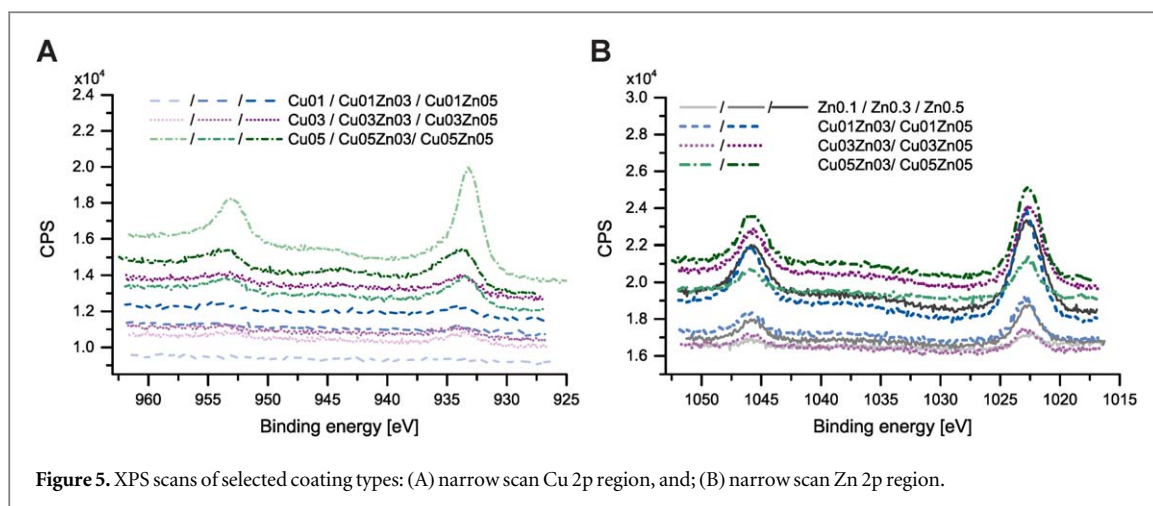 A
x10⁴
2.4
2.2
2.0
1.8
1.6
1.4
1.2
1.0
CPS
/ / Cu01 / Cu01Zn03 / Cu01Zn05
/ / Cu03 / Cu03Zn03 / Cu03Zn05
/ / Cu05 / Cu05Zn03/ Cu05Zn05
960 955 950 945 940 935 930 925
Binding energy [eV]
B
x10⁴
3.0
2.8
2.6
2.4
2.2
2.0
1.8
1.6
CPS
/ / Zn0.1 / Zn0.3 / Zn0.5
/ Cu01Zn03/ Cu01Zn05
/ Cu03Zn03/ Cu03Zn05
/ Cu05Zn03/ Cu05Zn05
1050 1045 1040 1035 1030 1023 1020 1015
Binding energy [eV]
Figure 5. XPS scans of selected coating types: (A) narrow scan Cu 2p region, and; (B) narrow scan Zn 2p region.